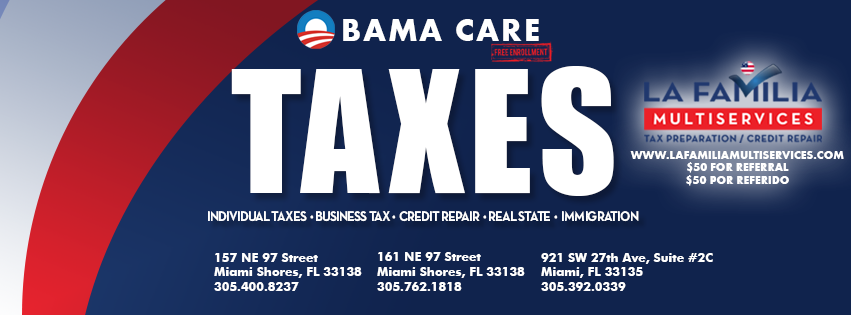 OBAMA CARE
FREE ENROLLMENT
TAXES
INDIVIDUAL TAXES • BUSINESS TAX • CREDIT REPAIR • REAL STATE • IMMIGRATION
LA FAMILIA
MULTISERVICES
TAX PREPARATION / CREDIT REPAIR
WWW.LAFAMILIAMULTISERVICES.COM
$50 FOR REFERRAL
$50 POR REFERIDO
157 NE 97 Street
Miami Shores, FL 33138
305.400.8237
161 NE 97 Street
Miami Shores, FL 33138
305.762.1818
921 SW 27th Ave, Suite #2C
Miami, FL 33135
305.392.0339